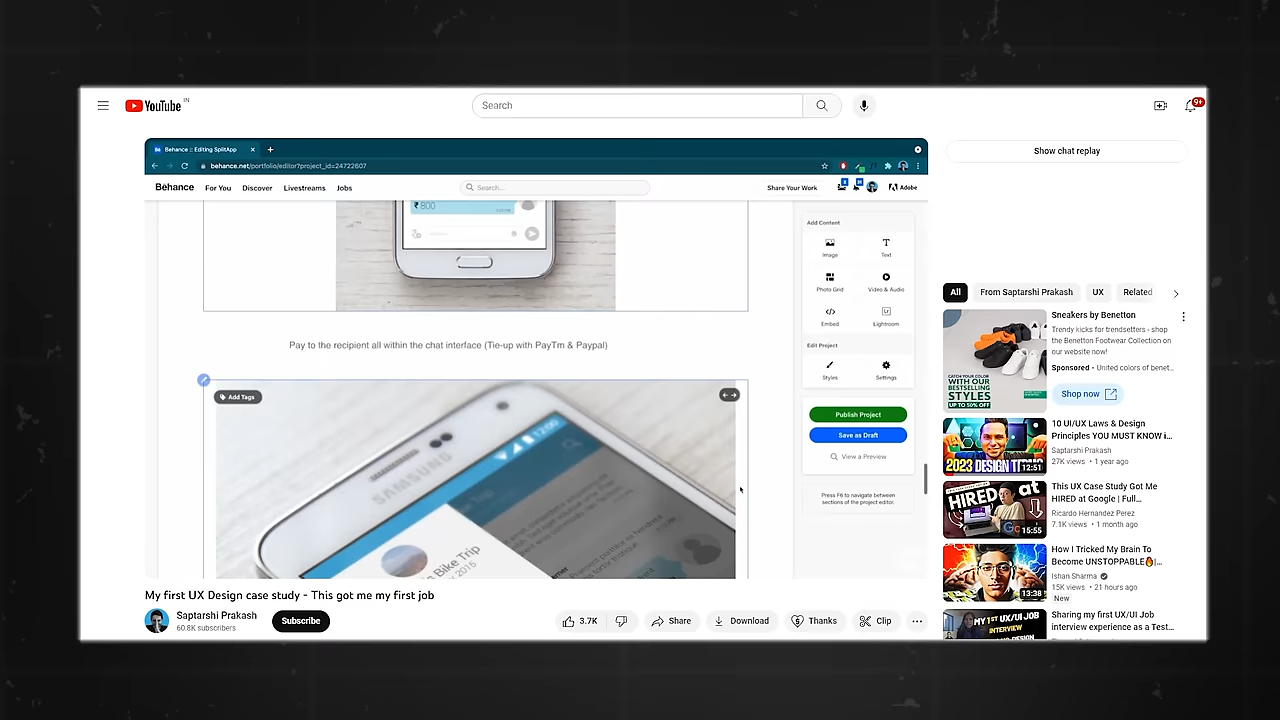 YouTube IN
Search
9+
Behance :: Editing SplitApp
behance.net/portfolio/editor?project_id=24722607
Bēhance
For You
Discover
Livestreams
Jobs
Search...
Share Your Work
Adobe
₹ 800
Pay to the recipient all within the chat interface (Tie-up with PayTm & Paypal)
Add Tags
SAMSUNG
12:00
Bike Trip
2016
Add Content
Image
Text
Photo Grid
Video & Audio
Embed
Lr
Lightroom
Edit Project
Styles
Settings
Publish Project
Save as Draft
View a Preview
Press F6 to navigate between
sections of the project editor.
My first UX Design case study - This got me my first job
Saptarshi Prakash
60.8K subscribers
Subscribe
3.7K
Share
Download
Thanks
Clip
Show chat replay
All
From Saptarshi Prakash
UX
Related
CATCH YOUR COLOR
WITH OUR
BESTSELLING
STYLES
UP TO 50% OFF
Sneakers by Benetton
Trendy kicks for trendsetters - shop
the Benetton Footwear Collection on
our website now!
Sponsored • United colors of benet...
Shop now
2023 DESIGN
12:51
10 UI/UX Laws & Design
Principles YOU MUST KNOW i...
Saptarshi Prakash
27K views • 1 year ago
HIRED at
15:55
This UX Case Study Got Me
HIRED at Google | Full...
Ricardo Hernandez Perez
7.1K views • 1 month ago
13:38
How I Tricked My Brain To
Become UNSTOPPABLE🔥|...
Ishan Sharma
15K views • 21 hours ago
New
MY 1ST UX/UI JOB
INTERVIEW
Sharing my first UX/UI Job
interview experience as a Test...